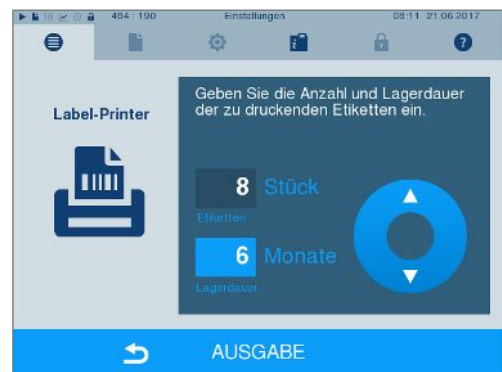 484 190 Einstellungen 08:11 21.06.2017
Label-Printer
Geben Sie die Anzahl und Lagerdauer
der zu druckenden Etiketten ein.
8 Stück
Etiketten
6 Monate
Lagerdauer
AUSGABE